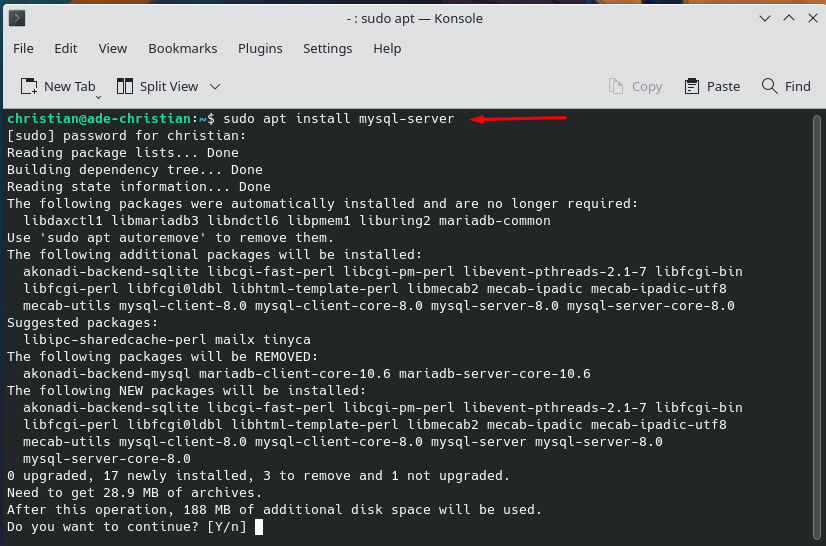 - : sudo apt — Konsole
File Edit View Bookmarks Plugins Settings Help
New Tab Split View Copy Paste Find
christian@ade-christian:~$ sudo apt install mysql-server
[sudo] password for christian:
Reading package lists... Done
Building dependency tree... Done
Reading state information... Done
The following packages were automatically installed and are no longer required:
  libdaxctl1 libmariadb3 libndctl6 libpmem1 liburing2 mariadb-common
Use 'sudo apt autoremove' to remove them.
The following additional packages will be installed:
  akonadi-backend-sqlite libcgi-fast-perl libcgi-pm-perl libevent-pthreads-2.1-7 libfcgi-bin
  libfcgi-perl libfcgi0ldbl libhtml-template-perl libmecab2 mecab-ipadic mecab-ipadic-utf8
  mecab-utils mysql-client-8.0 mysql-client-core-8.0 mysql-server-8.0 mysql-server-core-8.0
Suggested packages:
  libipc-sharedcache-perl mailx tinyca
The following packages will be REMOVED:
  akonadi-backend-mysql mariadb-client-core-10.6 mariadb-server-core-10.6
The following NEW packages will be installed:
  akonadi-backend-sqlite libcgi-fast-perl libcgi-pm-perl libevent-pthreads-2.1-7 libfcgi-bin
  libfcgi-perl libfcgi0ldbl libhtml-template-perl libmecab2 mecab-ipadic mecab-ipadic-utf8
  mecab-utils mysql-client-8.0 mysql-client-core-8.0 mysql-server mysql-server-8.0
  mysql-server-core-8.0
0 upgraded, 17 newly installed, 3 to remove and 1 not upgraded.
Need to get 28.9 MB of archives.
After this operation, 188 MB of additional disk space will be used.
Do you want to continue? [Y/n]